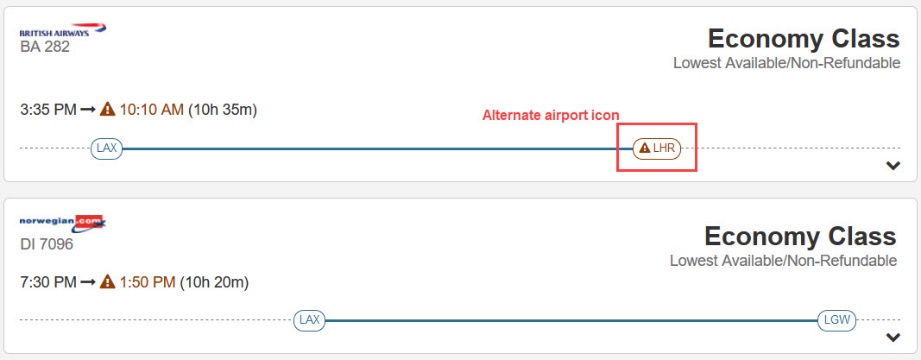 BRITISH AIRWAYS
BA 282
Economy Class
Lowest Available/Non-Refundable
3:35 PM → 10:10 AM (10h 35m)
Alternate airport icon
LAX
LHR
norwegian.com
DI 7096
Economy Class
Lowest Available/Non-Refundable
7:30 PM → 1:50 PM (10h 20m)
LAX
LGW